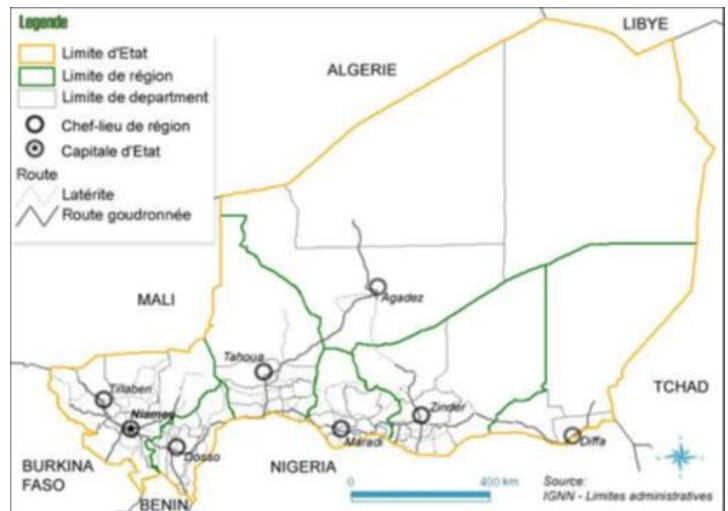 Legende
Limite d'Etat
Limite de région
Limite de department
Chef-lieu de région
Capitale d'Etat
Route
Latérite
Route goudronnée
LIBYE
ALGERIE
MALI
Agadez
Tahoua
Tillaberi
Niamey
Dosso
Maradi
Zinder
Diffa
TCHAD
BURKINA
FASO
BENIN
NIGERIA
0
400 km
Source:
IGNN - Limites administratives